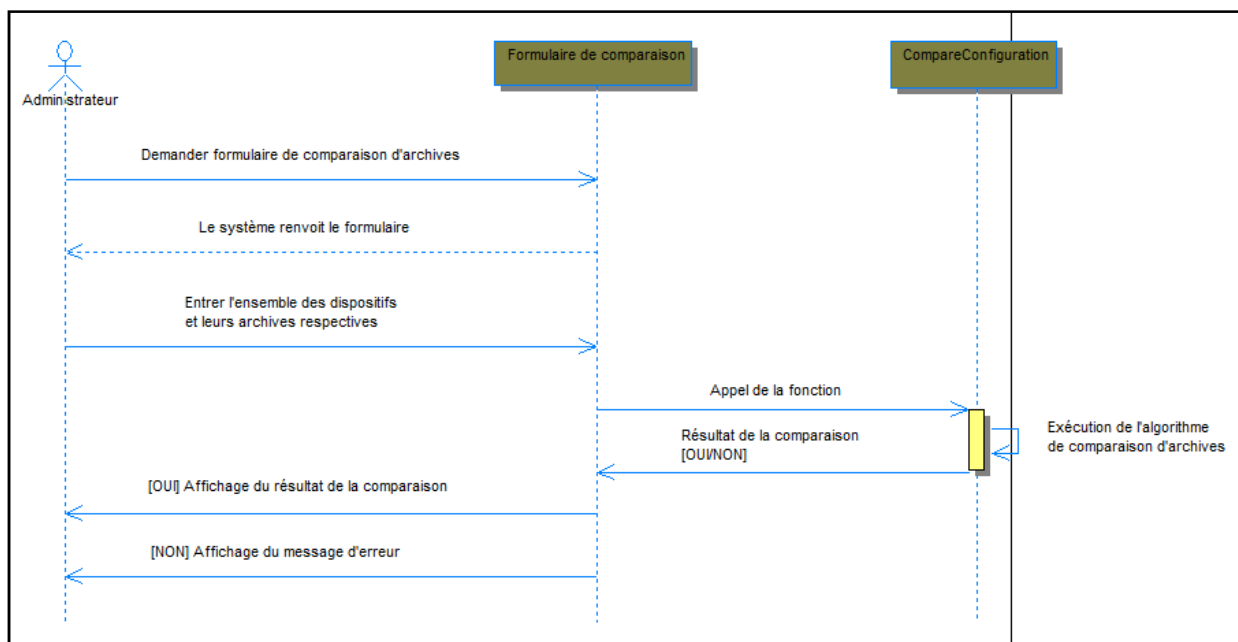 Formulaire de comparaison
CompareConfiguration
Administrateur
Demander formulaire de comparaison d'archives
Le système renvoit le formulaire
Entrer l'ensemble des dispositifs
et leurs archives respectives
Appel de la fonction
Exécution de l'algorithme
de comparaison d'archives
Résultat de la comparaison
[OUI/NON]
[OUI] Affichage du résultat de la comparaison
[NON] Affichage du message d'erreur